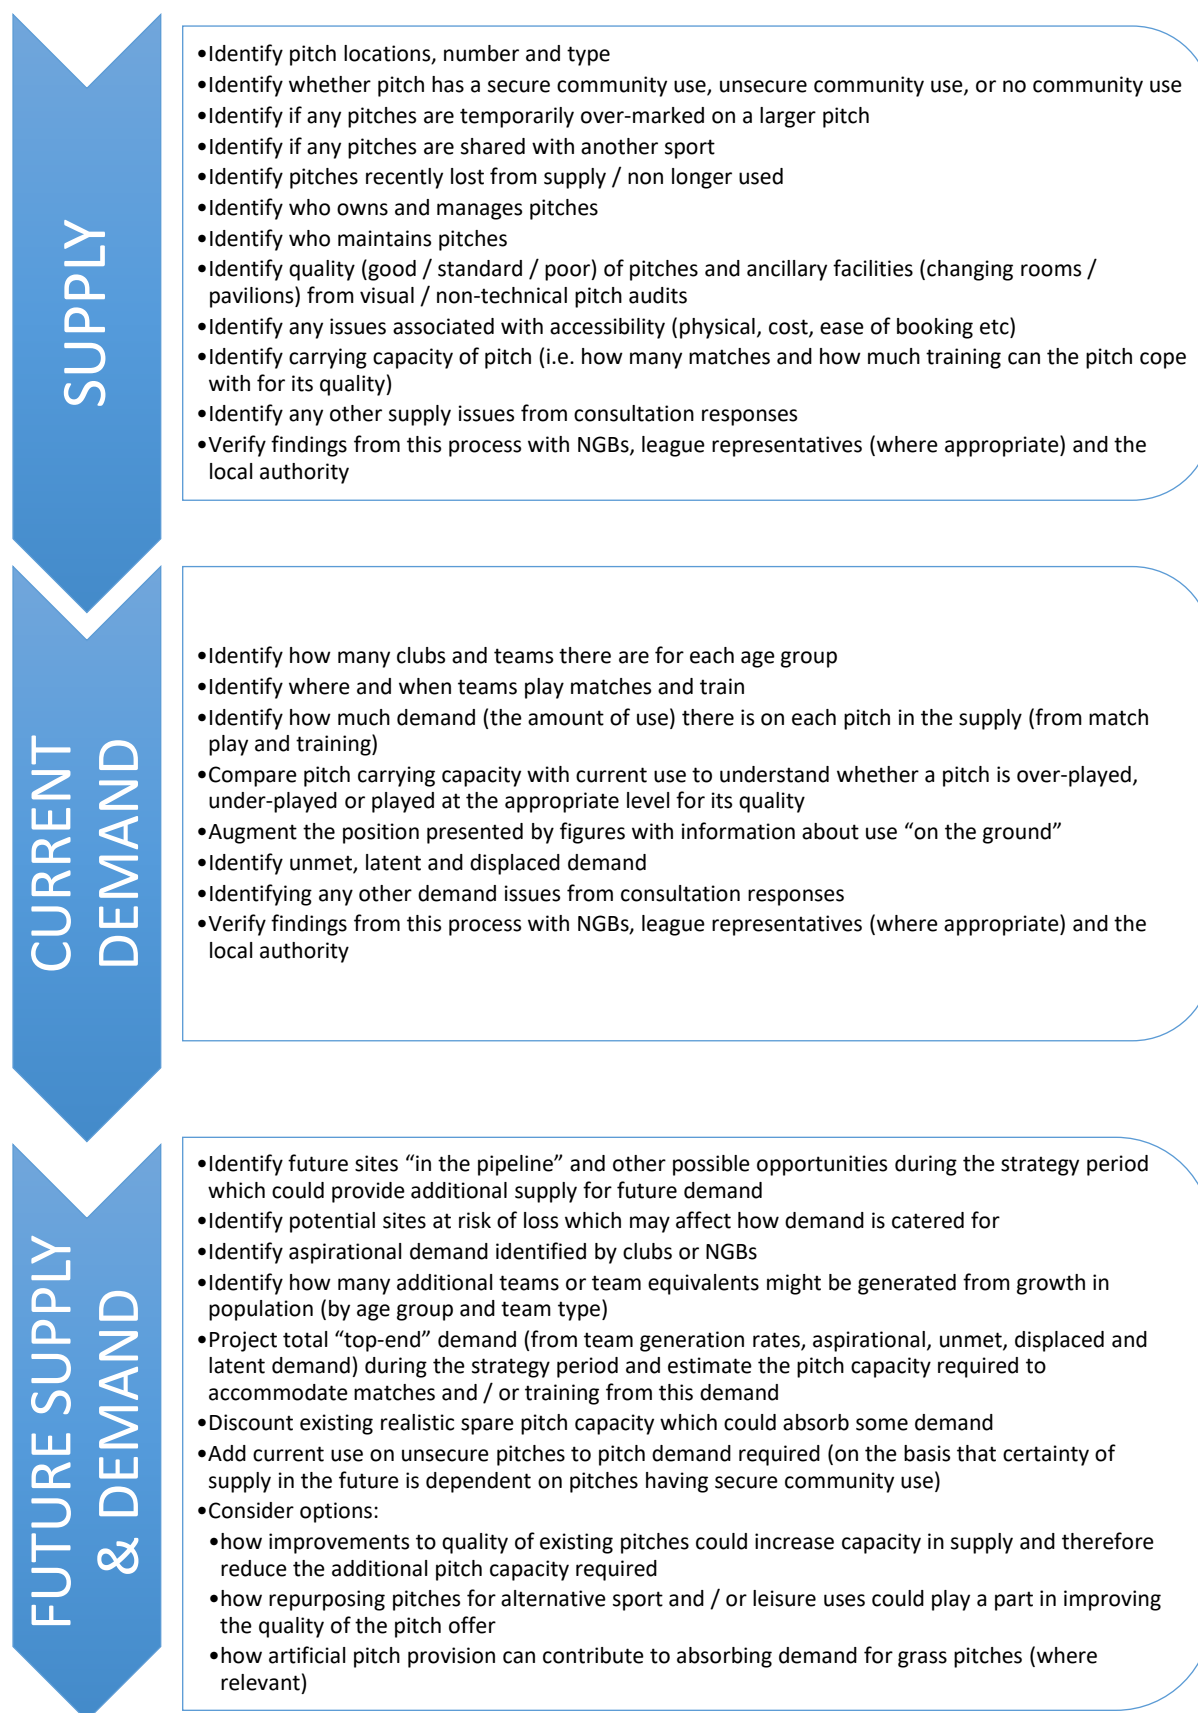 SUPPLY
•Identify pitch locations, number and type
•Identify whether pitch has a secure community use, unsecure community use, or no community use
•Identify if any pitches are temporarily over-marked on a larger pitch
•Identify if any pitches are shared with another sport
•Identify pitches recently lost from supply / non longer used
•Identify who owns and manages pitches
•Identify who maintains pitches
•Identify quality (good / standard / poor) of pitches and ancillary facilities (changing rooms /
pavilions) from visual / non-technical pitch audits
•Identify any issues associated with accessibility (physical, cost, ease of booking etc)
•Identify carrying capacity of pitch (i.e. how many matches and how much training can the pitch cope
with for its quality)
•Identify any other supply issues from consultation responses
•Verify findings from this process with NGBs, league representatives (where appropriate) and the
local authority
CURRENT
DEMAND
•Identify how many clubs and teams there are for each age group
•Identify where and when teams play matches and train
•Identify how much demand (the amount of use) there is on each pitch in the supply (from match
play and training)
•Compare pitch carrying capacity with current use to understand whether a pitch is over-played,
under-played or played at the appropriate level for its quality
•Augment the position presented by figures with information about use “on the ground”
•Identify unmet, latent and displaced demand
•Identifying any other demand issues from consultation responses
•Verify findings from this process with NGBs, league representatives (where appropriate) and the
local authority
FUTURE SUPPLY
& DEMAND
•Identify future sites “in the pipeline” and other possible opportunities during the strategy period
which could provide additional supply for future demand
•Identify potential sites at risk of loss which may affect how demand is catered for
•Identify aspirational demand identified by clubs or NGBs
•Identify how many additional teams or team equivalents might be generated from growth in
population (by age group and team type)
•Project total “top-end” demand (from team generation rates, aspirational, unmet, displaced and
latent demand) during the strategy period and estimate the pitch capacity required to
accommodate matches and / or training from this demand
•Discount existing realistic spare pitch capacity which could absorb some demand
•Add current use on unsecure pitches to pitch demand required (on the basis that certainty of
supply in the future is dependent on pitches having secure community use)
•Consider options:
•how improvements to quality of existing pitches could increase capacity in supply and therefore
reduce the additional pitch capacity required
•how repurposing pitches for alternative sport and / or leisure uses could play a part in improving
the quality of the pitch offer
•how artificial pitch provision can contribute to absorbing demand for grass pitches (where
relevant)